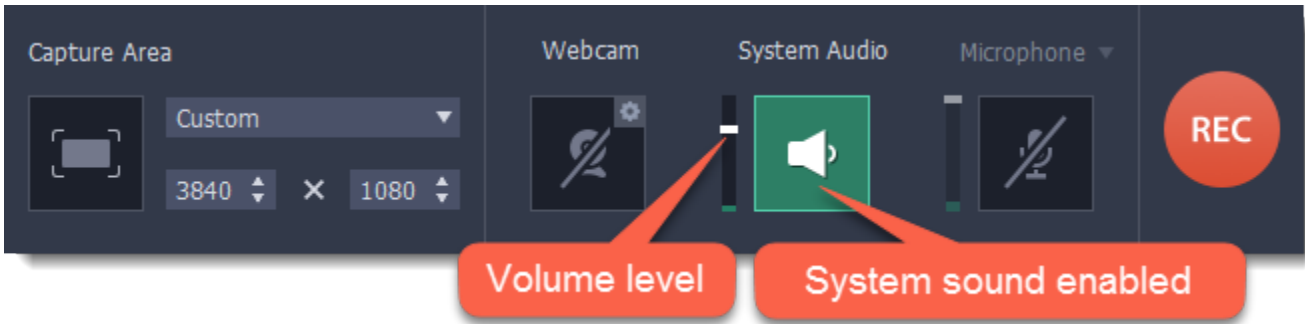 Capture Area
Webcam
System Audio
Microphone
Custom
3840 × 1080
REC
Volume level
System sound enabled